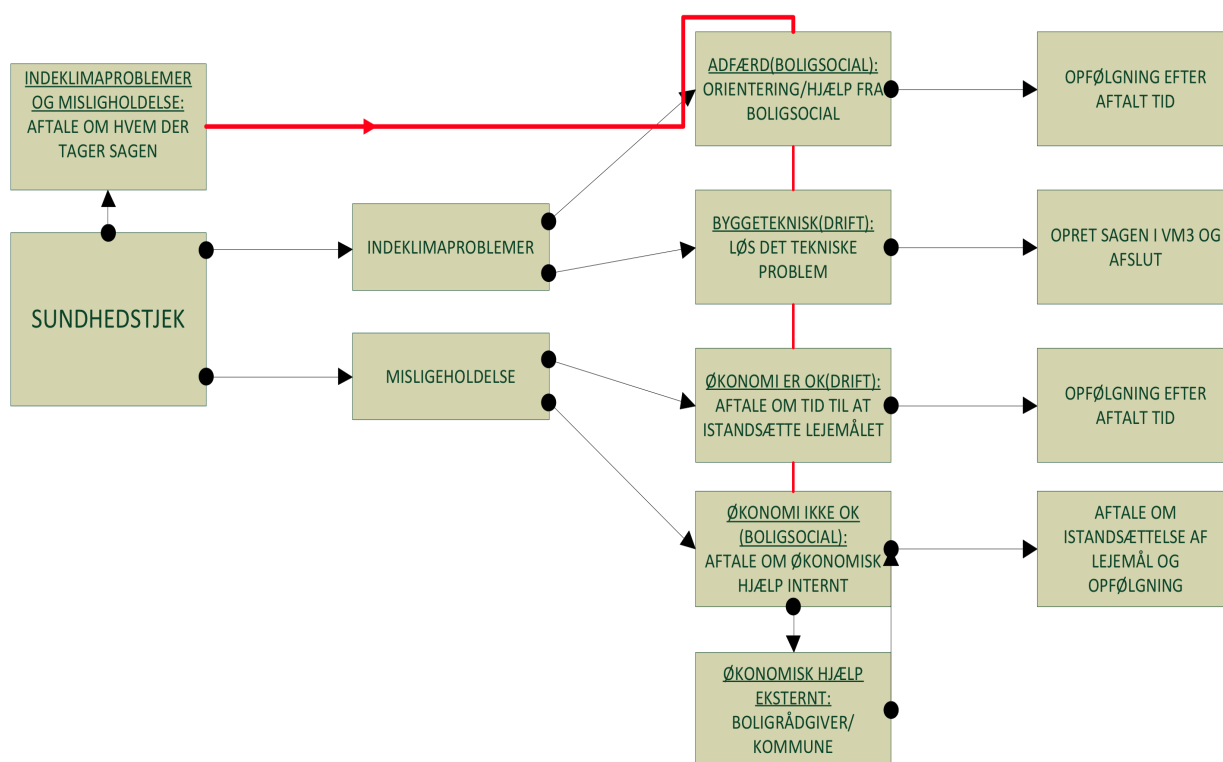 INDEKLIMAPROBLEMER
OG MISLIGHOLDELSE:
AFTALE OM HVEM DER
TAGER SAGEN
SUNDHEDSTJEK
INDEKLIMAPROBLEMER
MISLIGEHOLDELSE
ADFÆRD(BOLIGSOCIAL):
ORIENTERING/HJÆLP FRA
BOLIGSOCIAL
OPFØLGNING EFTER
AFTALT TID
BYGGETEKNISK(DRIFT):
LØS DET TEKNISKE
PROBLEM
OPRET SAGEN I VM3 OG
AFSLUT
ØKONOMI ER OK(DRIFT):
AFTALE OM TID TIL AT
ISTANDSÆTTE LEJEMÅLET
OPFØLGNING EFTER
AFTALT TID
ØKONOMI IKKE OK
(BOLIGSOCIAL):
AFTALE OM ØKONOMISK
HJÆLP INTERNT
AFTALE OM
ISTANDSÆTTELSE AF
LEJEMÅL OG
OPFØLGNING
ØKONOMISK HJÆLP
EKSTERNT:
BOLIGRÅDGIVER/
KOMMUNE